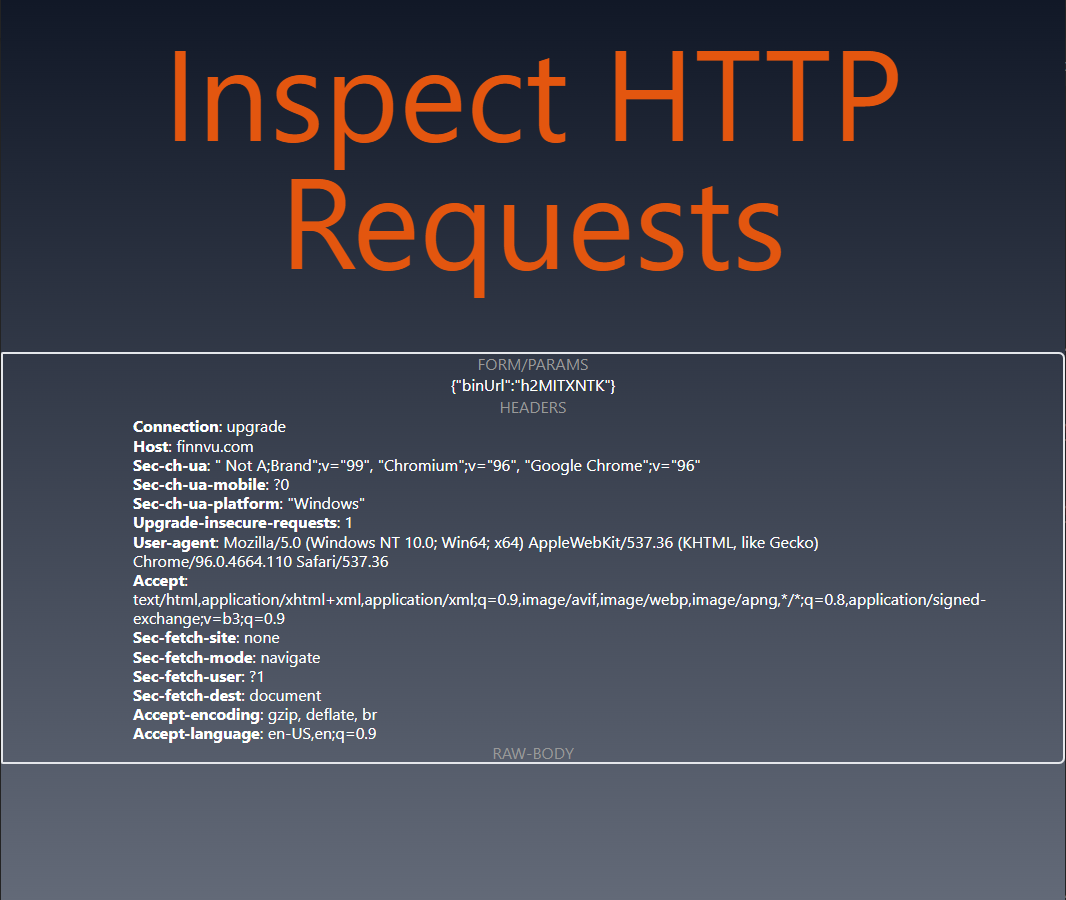 Inspect HTTP
Requests
FORM/PARAMS
{"binUrl":"h2MITXNTK"}
HEADERS
Connection: upgrade
Host: finnvu.com
Sec-ch-ua: " Not A;Brand";v="99", "Chromium";v="96", "Google Chrome";v="96"
Sec-ch-ua-mobile: ?0
Sec-ch-ua-platform: "Windows"
Upgrade-insecure-requests: 1
User-agent: Mozilla/5.0 (Windows NT 10.0; Win64; x64) AppleWebKit/537.36 (KHTML, like Gecko)
Chrome/96.0.4664.110 Safari/537.36
Accept:
text/html,application/xhtml+xml,application/xml;q=0.9,image/avif,image/webp,image/apng,*/*;q=0.8,application/signed-
exchange;v=b3;q=0.9
Sec-fetch-site: none
Sec-fetch-mode: navigate
Sec-fetch-user: ?1
Sec-fetch-dest: document
Accept-encoding: gzip, deflate, br
Accept-language: en-US,en;q=0.9
RAW-BODY